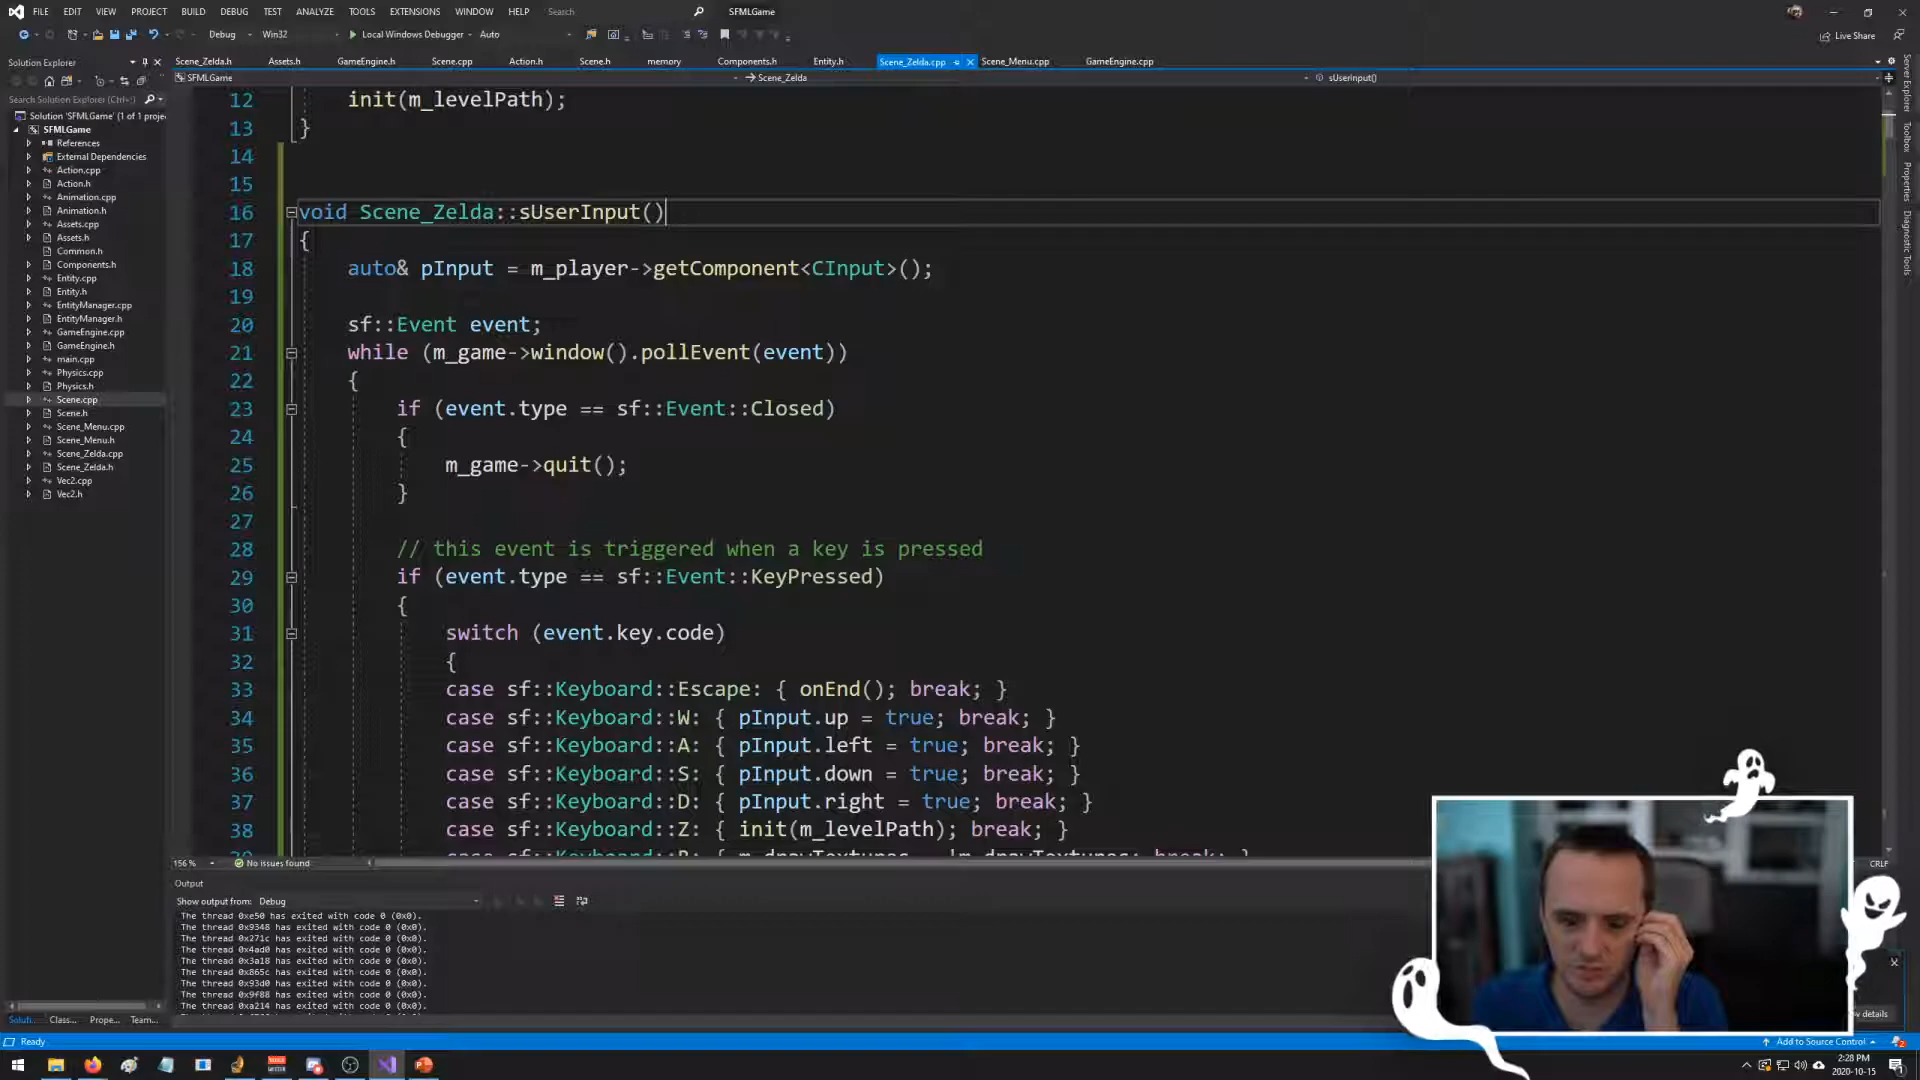 FILE EDIT VIEW PROJECT BUILD DEBUG TEST ANALYZE TOOLS EXTENSIONS WINDOW HELP Search SFMLGame
Debug Win32 Local Windows Debugger Auto Live Share
Solution Explorer
Scene_Zelda.h Assets.h GameEngine.h Scene.cpp Action.h Scene.h memory Components.h Entity.h Scene_Zelda.cpp Scene_Menu.cpp GameEngine.cpp
SFMLGame Scene_Zelda sUserInput()
Search Solution Explorer (Ctrl+;)
Solution 'SFMLGame' (1 of 1 projec
SFMLGame
References
External Dependencies
Action.cpp
Action.h
Animation.cpp
Animation.h
Assets.cpp
Assets.h
Common.h
Components.h
Entity.cpp
Entity.h
EntityManager.cpp
EntityManager.h
GameEngine.cpp
GameEngine.h
main.cpp
Physics.cpp
Physics.h
Scene.cpp
Scene.h
Scene_Menu.cpp
Scene_Menu.h
Scene_Zelda.cpp
Scene_Zelda.h
Vec2.cpp
Vec2.h
Soluti... Class... Prope... Team...
12 init(m_levelPath);
13 }
14
15
16 void Scene_Zelda::sUserInput()
17 {
18 auto& pInput = m_player->getComponent<CInput>();
19
20 sf::Event event;
21 while (m_game->window().pollEvent(event))
22 {
23 if (event.type == sf::Event::Closed)
24 {
25 m_game->quit();
26 }
27
28 // this event is triggered when a key is pressed
29 if (event.type == sf::Event::KeyPressed)
30 {
31 switch (event.key.code)
32 {
33 case sf::Keyboard::Escape: { onEnd(); break; }
34 case sf::Keyboard::W: { pInput.up = true; break; }
35 case sf::Keyboard::A: { pInput.left = true; break; }
36 case sf::Keyboard::S: { pInput.down = true; break; }
37 case sf::Keyboard::D: { pInput.right = true; break; }
38 case sf::Keyboard::Z: { init(m_levelPath); break; }
Server Explorer
Toolbox
Properties
Diagnostic Tools
156 % No issues found CRLF
Output
Show output from: Debug
The thread 0xe50 has exited with code 0 (0x0).
The thread 0x9348 has exited with code 0 (0x0).
The thread 0x271c has exited with code 0 (0x0).
The thread 0x4ad0 has exited with code 0 (0x0).
The thread 0x3a18 has exited with code 0 (0x0).
The thread 0x865c has exited with code 0 (0x0).
The thread 0x93d0 has exited with code 0 (0x0).
The thread 0x9f88 has exited with code 0 (0x0).
The thread 0xa214 has exited with code 0 (0x0).
details
Ready Add to Source Control
2:28 PM
2020-10-15